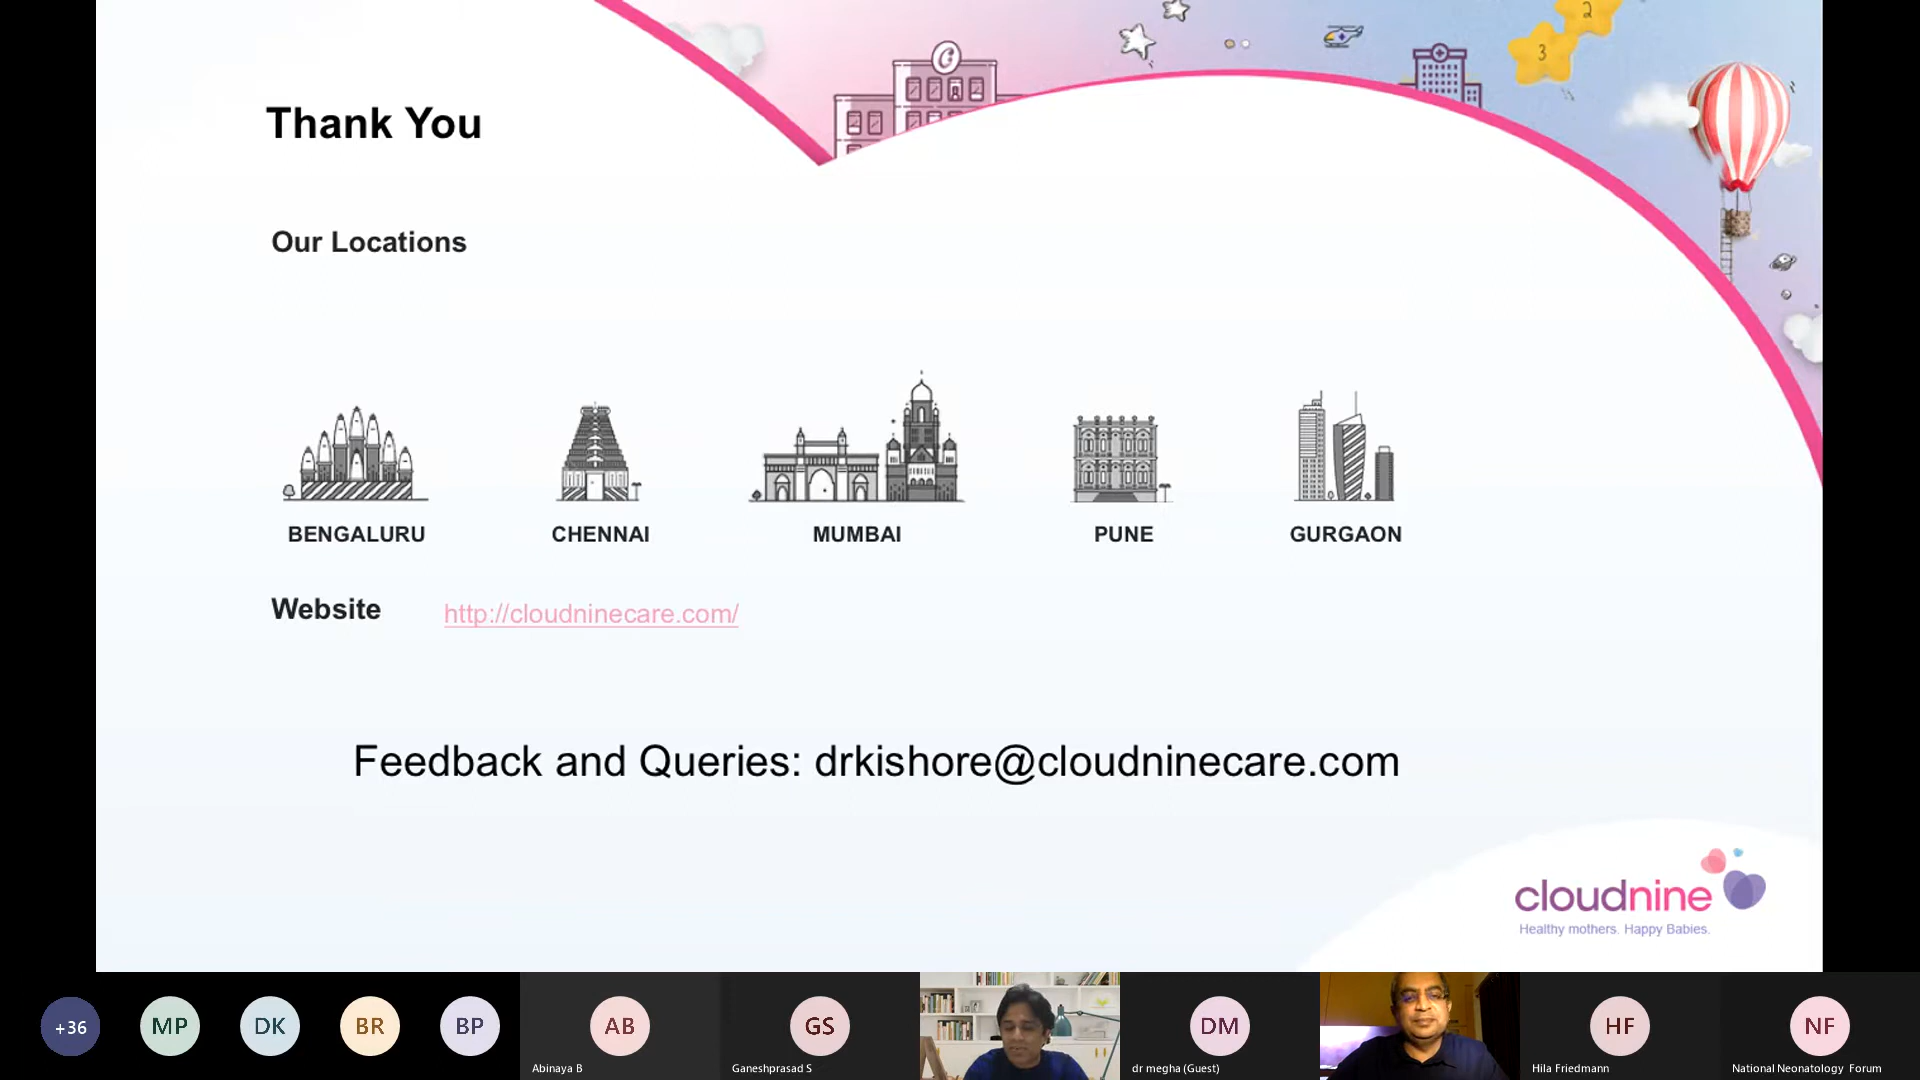 2
3
Thank You
Our Locations
BENGALURU
CHENNAI
MUMBAI
PUNE
GURGAON
Website
http://cloudninecare.com/
Feedback and Queries: drkishore@cloudninecare.com
cloudnine
Healthy mothers. Happy Babies.
+36
MP
DK
BR
BP
AB
GS
DM
HF
NF
Abinaya B
Ganeshprasad S
dr megha (Guest)
Hila Friedmann
National Neonatology Forum